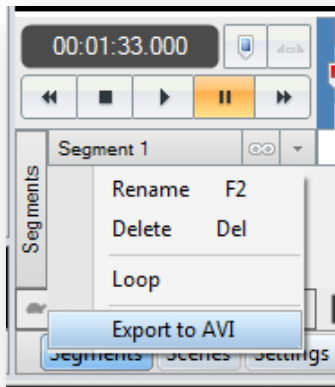 00:01:33.000
Segment 1
Segments
Rename F2
Delete Del
Loop
Export to AVI
Segments Scenes Settings